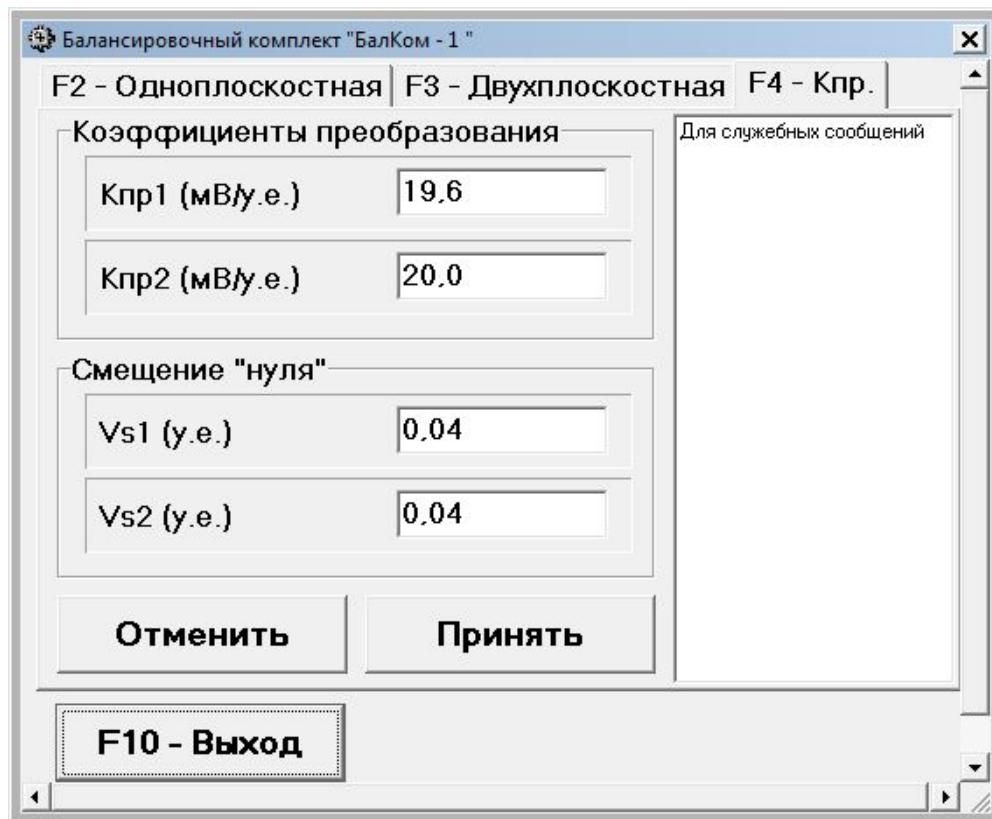 Балансировочный комплект "БалКом - 1 "
F2 - Одноплоскостная F3 - Двухплоскостная F4 - Кпр.
Коэффициенты преобразования
Для служебных сообщений
Кпр1 (мВ/у.е.) 19,6
Кпр2 (мВ/у.е.) 20,0
Смещение "нуля"
Vs1 (у.е.) 0,04
Vs2 (у.е.) 0,04
Отменить Принять
F10 - Выход